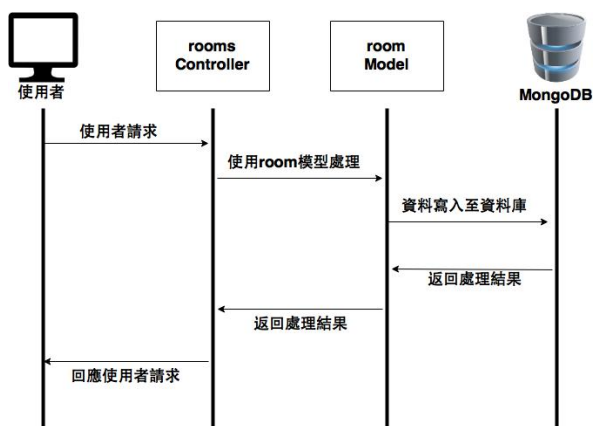 使用者
rooms
Controller
room
Model
MongoDB
使用者請求
使用room模型處理
資料寫入至資料庫
返回處理結果
返回處理結果
回應使用者請求